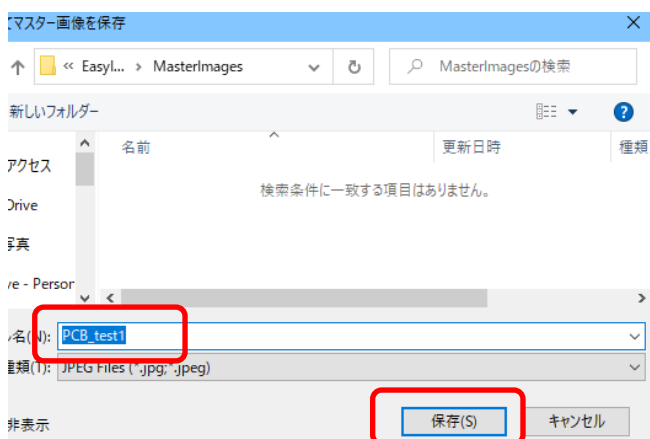 てマスター画像を保存
« EasyI... › MasterImages
MasterImagesの検索
新しいフォルダー
名前 更新日時 種類
アクセス
検索条件に一致する項目はありません。
Drive
写真
ve - Person
ル名(N): PCB_test1
種類(T): JPEG Files (*.jpg;*.jpeg)
非表示
保存(S) キャンセル